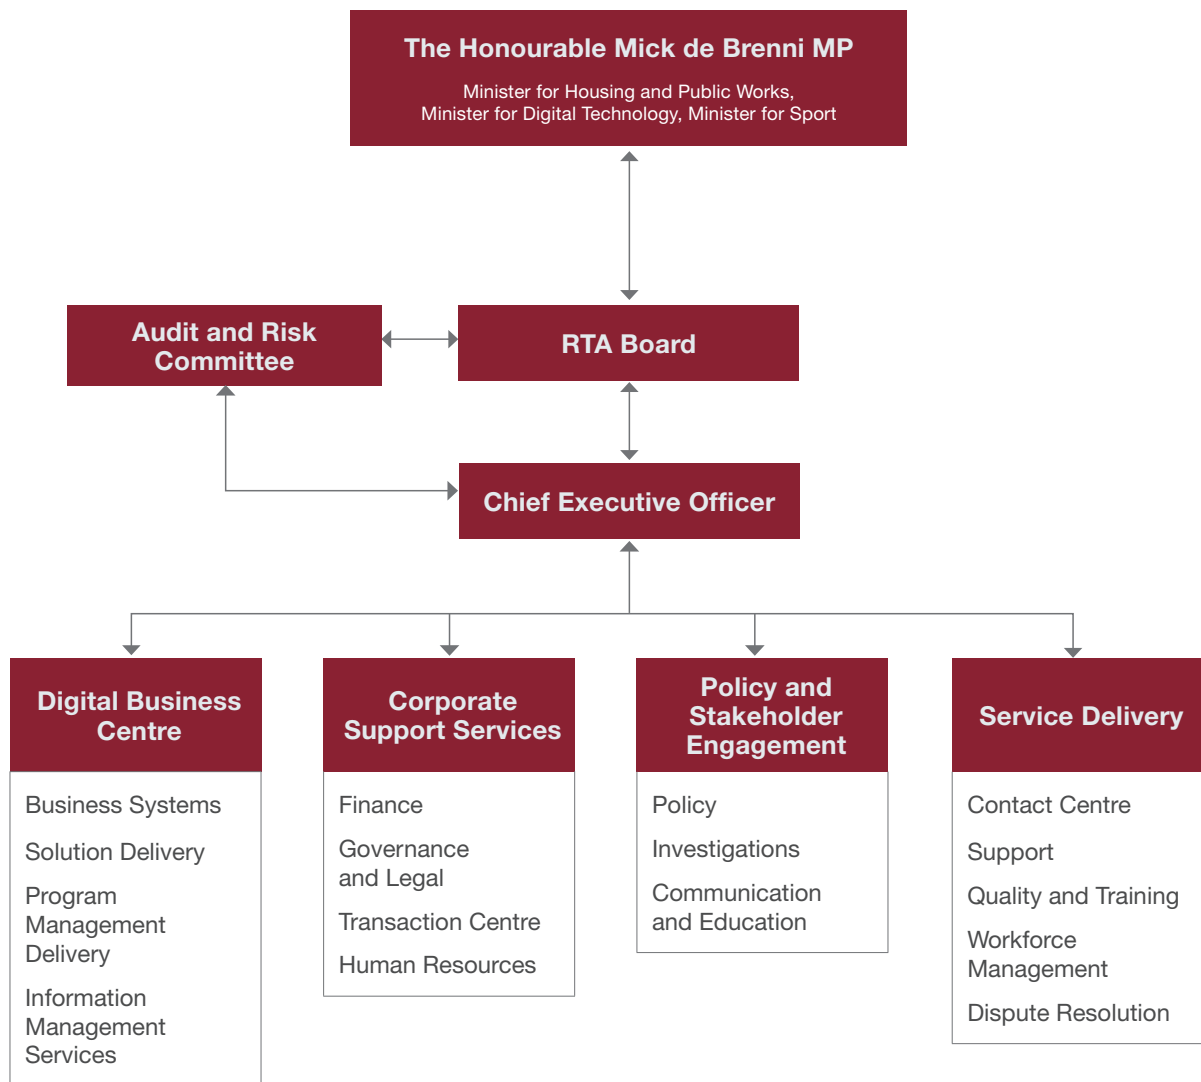 The Honourable Mick de Brenni MP
Minister for Housing and Public Works,
Minister for Digital Technology, Minister for Sport
Audit and Risk
Committee
RTA Board
Chief Executive Officer
Digital Business
Centre
Business Systems
Solution Delivery
Program
Management
Delivery
Information
Management
Services
Corporate
Support Services
Finance
Governance
and Legal
Transaction Centre
Human Resources
Policy and
Stakeholder
Engagement
Policy
Investigations
Communication
and Education
Service Delivery
Contact Centre
Support
Quality and Training
Workforce
Management
Dispute Resolution